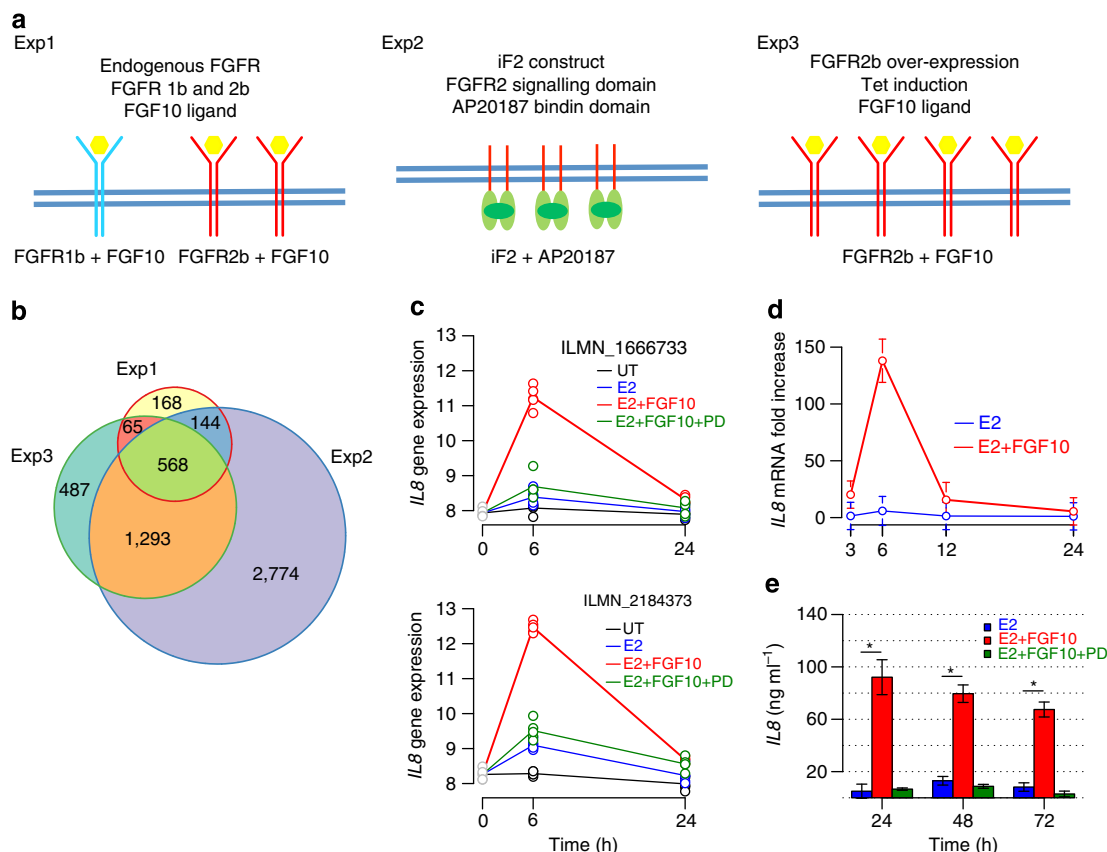 a
Exp1
Endogenous FGFR
FGFR 1b and 2b
FGF10 ligand
FGFR1b + FGF10
FGFR2b + FGF10
Exp2
iF2 construct
FGFR2 signalling domain
AP20187 bindin domain
iF2 + AP20187
Exp3
FGFR2b over-expression
Tet induction
FGF10 ligand
FGFR2b + FGF10
b
Exp1
Exp3
Exp2
168
65
144
568
487
1,293
2,774
c
IL8 gene expression
13
12
11
10
9
8
0
6
24
ILMN_1666733
UT
E2
E2+FGF10
E2+FGF10+PD
IL8 gene expression
13
12
11
10
9
8
0
6
24
Time (h)
ILMN_2184373
UT
E2
E2+FGF10
E2+FGF10+PD
d
IL8 mRNA fold increase
150
100
50
0
3
6
12
24
E2
E2+FGF10
e
IL8 (ng ml−1)
140
100
60
20
24
48
72
Time (h)
E2
E2+FGF10
E2+FGF10+PD
*
*
*